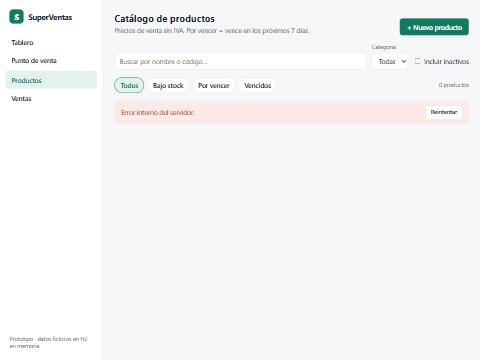 S SuperVentas
Tablero
Punto de venta
Productos
Ventas
Prototipo · datos ficticios en H2
en memoria
Catálogo de productos
Precios de venta sin IVA. Por vencer = vence en los próximos 7 días.
+ Nuevo producto
Categoría
Buscar por nombre o código...
Todas
Incluir inactivos
Todos Bajo stock Por vencer Vencidos
0 productos
Error interno del servidor.
Reintentar